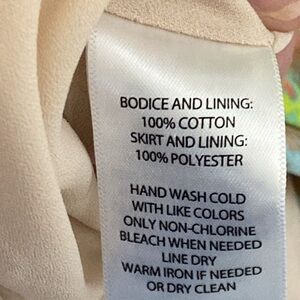 BODICE AND LINING:
100% COTTON
SKIRT AND LINING:
100% POLYESTER
HAND WASH COLD
WITH LIKE COLORS
ONLY NON-CHLORINE
BLEACH WHEN NEEDED
LINE DRY
WARM IRON IF NEEDED
OR DRY CLEAN